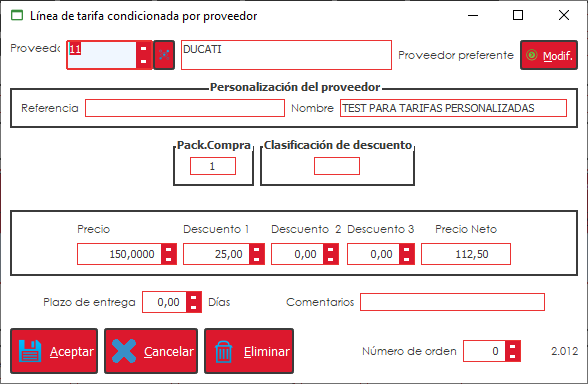 Línea de tarifa condicionada por proveedor
Proveedo 11 DUCATI Proveedor preferente Modif.
Personalización del proveedor
Referencia Nombre TEST PARA TARIFAS PERSONALIZADAS
Pack.Compra Clasificación de descuento
1
Precio Descuento 1 Descuento 2 Descuento 3 Precio Neto
150,0000 25,00 0,00 0,00 112,50
Plazo de entrega 0,00 Días Comentarios
Aceptar Cancelar Eliminar Número de orden 0 2.012